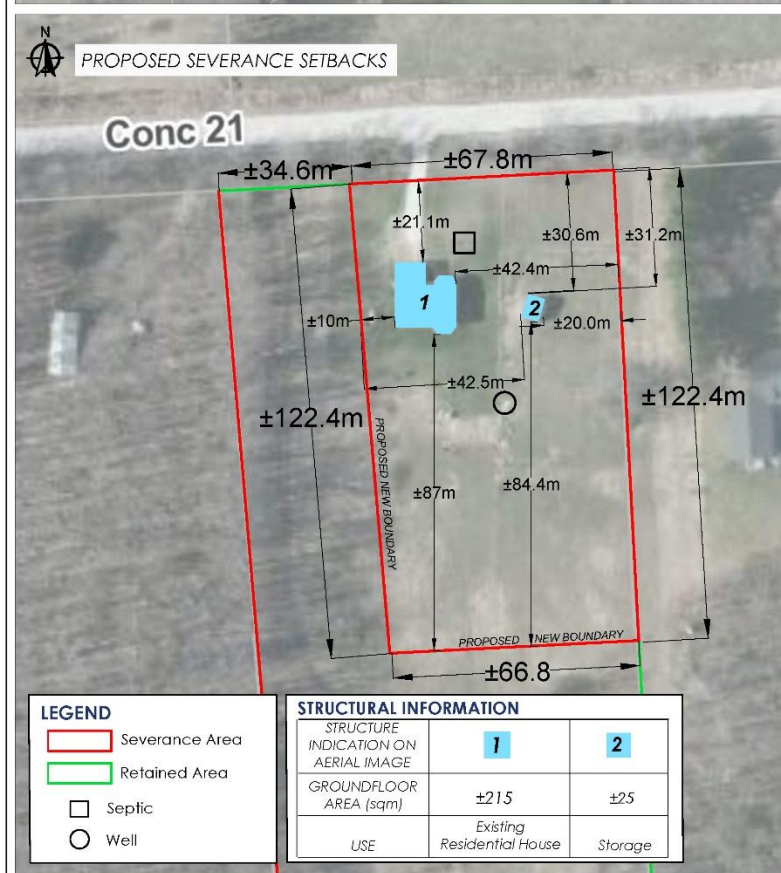 N
PROPOSED SEVERANCE SETBACKS
Conc 21
±34.6m
±67.8m
±21.1m
±30.6m
±31.2m
±42.4m
1
2
±10m
±20.0m
±42.5m
±122.4m
±122.4m
PROPOSED NEW BOUNDARY
±87m
±84.4m
PROPOSED NEW BOUNDARY
±66.8
LEGEND
Severance Area
Retained Area
Septic
Well
STRUCTURAL INFORMATION
STRUCTURE
INDICATION ON
AERIAL IMAGE
1
2
GROUNDFLOOR
AREA (sqm)
±215
±25
USE
Existing
Residential House
Storage